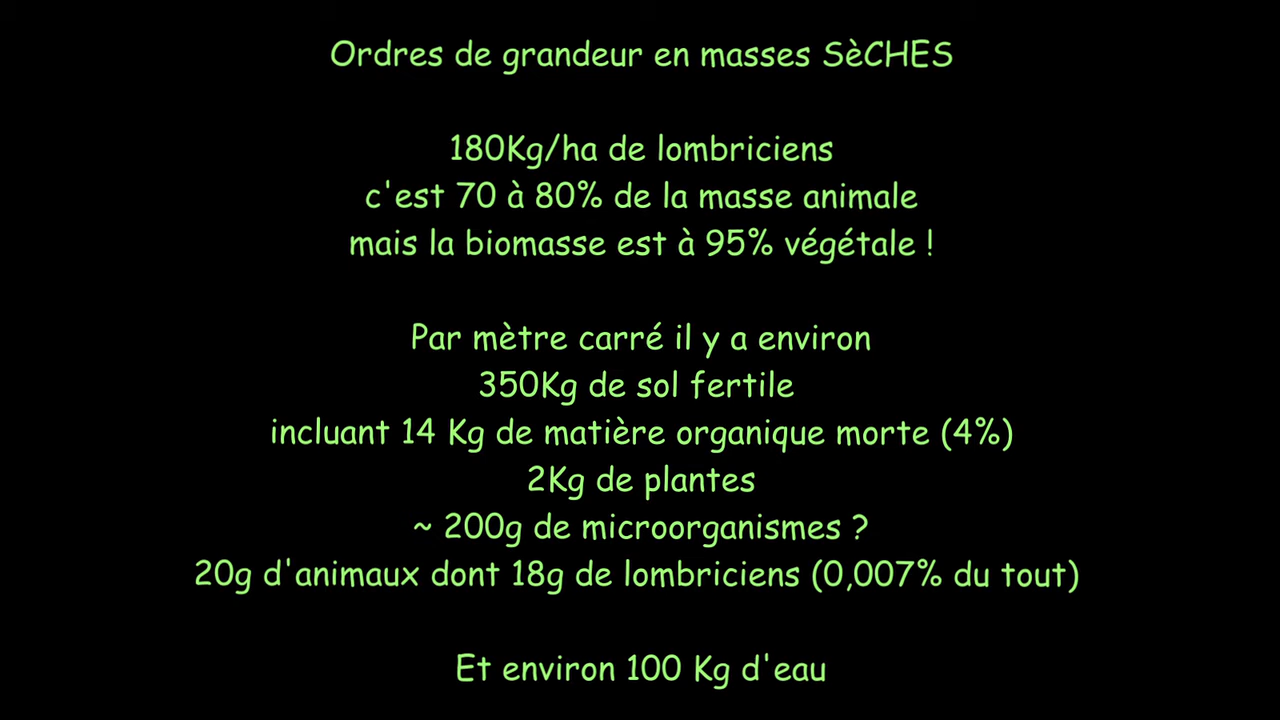 Ordres de grandeur en masses SèCHES
180Kg/ha de lombriciens
c'est 70 à 80% de la masse animale
mais la biomasse est à 95% végétale !
Par mètre carré il y a environ
350Kg de sol fertile
incluant 14 Kg de matière organique morte (4%)
2Kg de plantes
~ 200g de microorganismes ?
20g d'animaux dont 18g de lombriciens (0,007% du tout)
Et environ 100 Kg d'eau